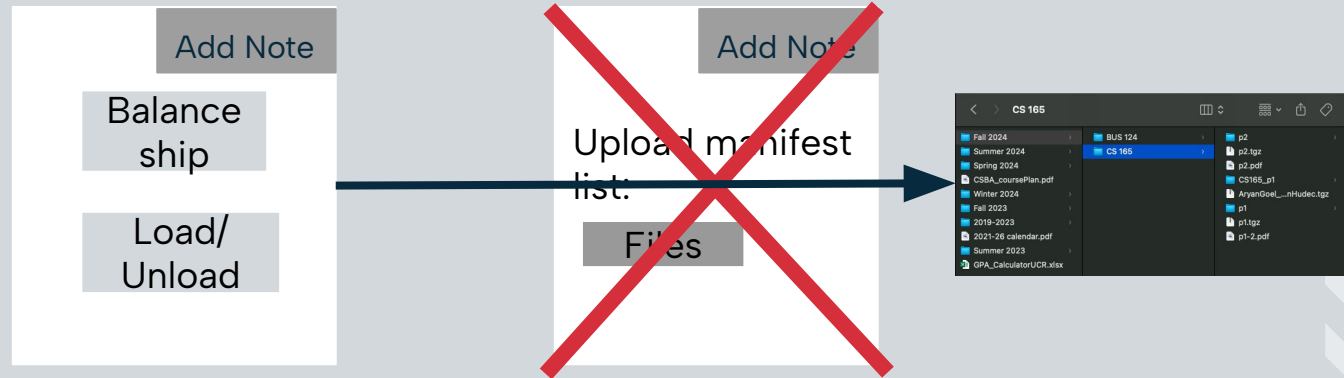 Add Note
Balance
ship
Load/
Unload
Add Note
Upload manifest
list:
Files
CS 165
Fall 2024
Summer 2024
Spring 2024
CSBA_coursePlan.pdf
Winter 2024
Fall 2023
2019-2023
2021-26 calendar.pdf
Summer 2023
GPA_CalculatorUCR.xlsx
BUS 124
CS 165
p2
p2.tgz
p2.pdf
CS165_p1
AryanGoel_...nHudec.tgz
p1
p1.tgz
p1-2.pdf